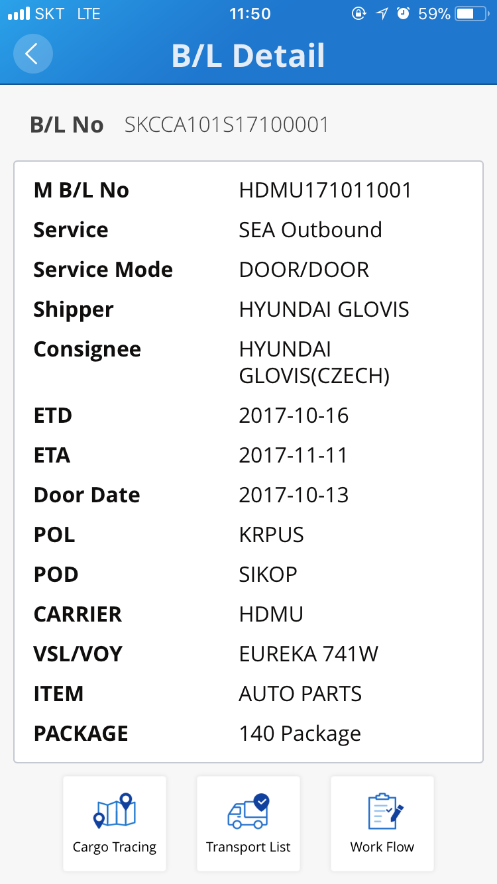 SKT LTE 11:50 59%
B/L Detail
B/L No SKCCA101S17100001
M B/L No HDMU171011001
Service SEA Outbound
Service Mode DOOR/DOOR
Shipper HYUNDAI GLOVIS
Consignee HYUNDAI
GLOVIS(CZECH)
ETD 2017-10-16
ETA 2017-11-11
Door Date 2017-10-13
POL KRPUS
POD SIKOP
CARRIER HDMU
VSL/VOY EUREKA 741W
ITEM AUTO PARTS
PACKAGE 140 Package
Cargo Tracing Transport List Work Flow